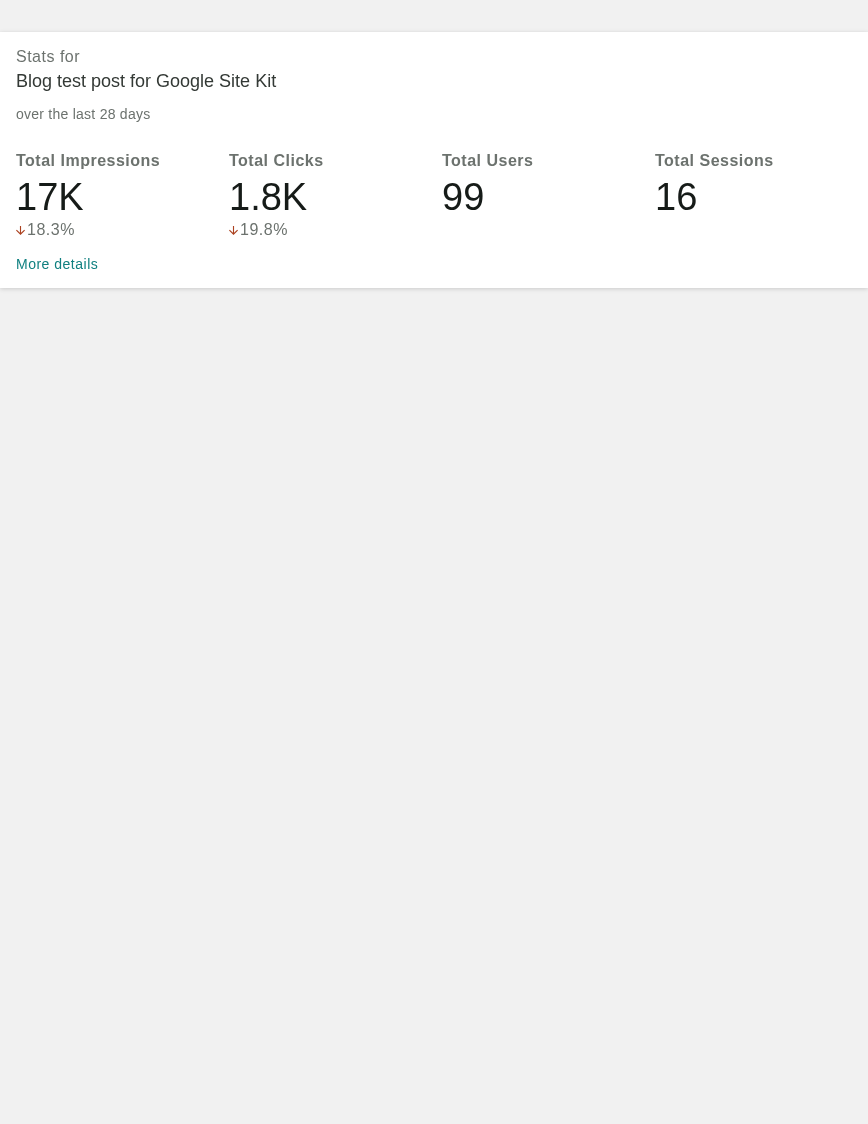 Stats for
Blog test post for Google Site Kit
over the last 28 days
Total Impressions
17K
↓18.3%
Total Clicks
1.8K
↓19.8%
Total Users
99
Total Sessions
16
More details